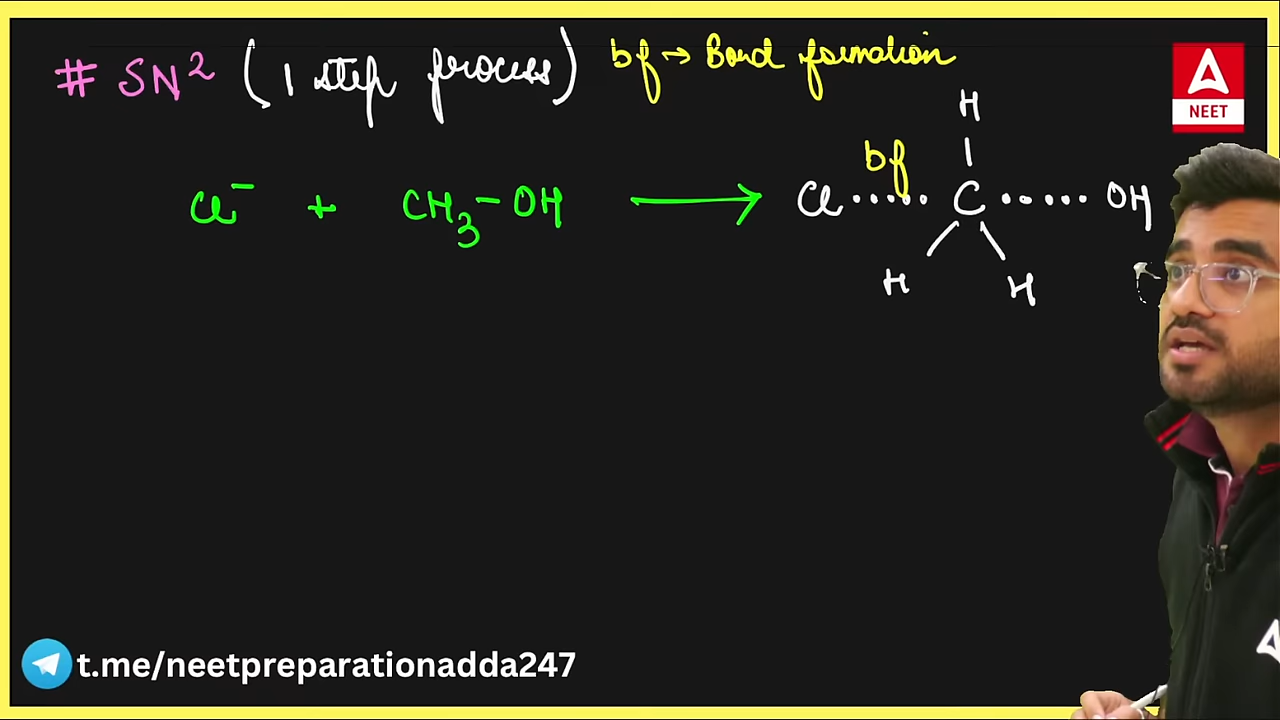 # SN² (1 step process) bf → Bond formation
NEET
H
bf
Cl⁻ + CH₃-OH ⟶ Cl·····C·····OH
H H
t.me/neetpreparationadda247